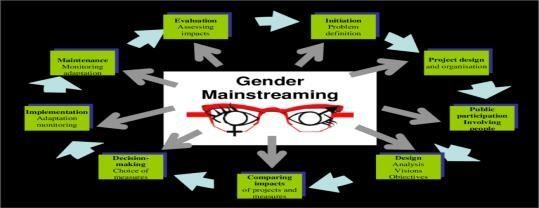 Evaluation
Assessing
impacts
Initiation
Problem
definition
Maintenance
Monitoring
adaptation
Gender
Mainstreaming
Project design
and organisation
Implementation
Adaptation
monitoring
Public
participation
Involving
people
Decision-
making
Choice of
measures
Comparing
impacts
of projects and
measures
Design
Analysis
Visions
Objectives